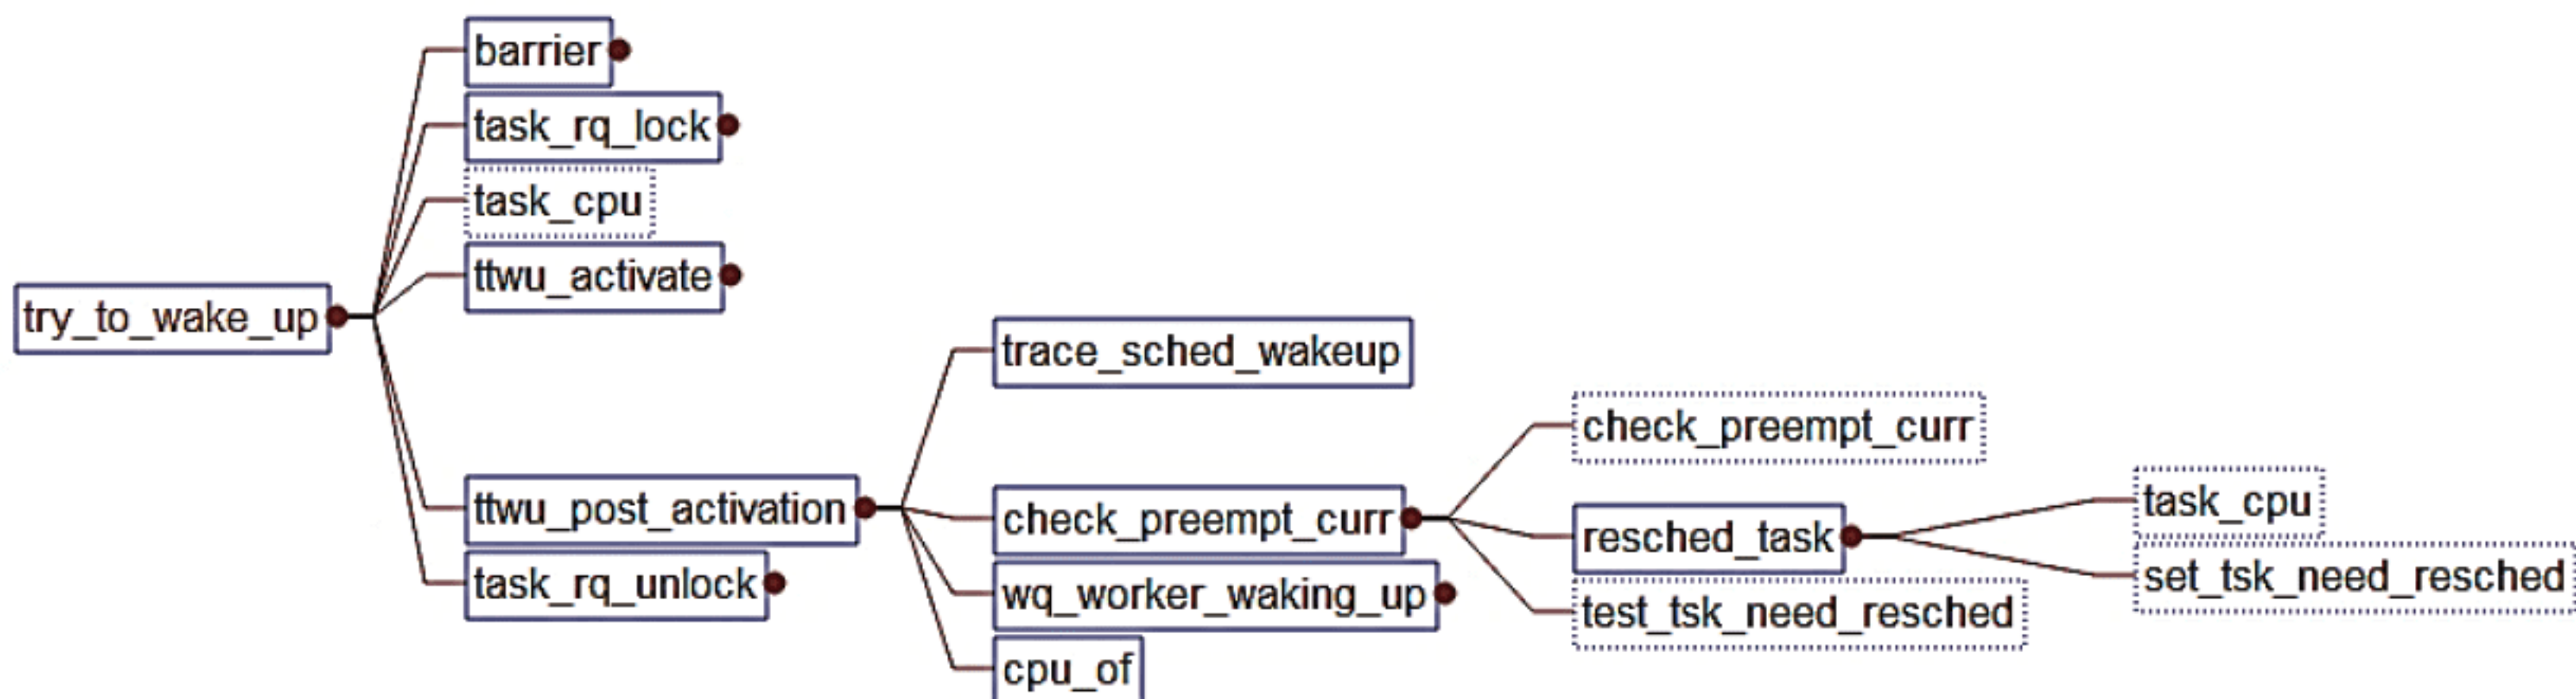 barrier
task_rq_lock
task_cpu
ttwu_activate
try_to_wake_up
trace_sched_wakeup
check_preempt_curr
ttwu_post_activation
check_preempt_curr
resched_task
task_cpu
set_tsk_need_resched
task_rq_unlock
wq_worker_waking_up
test_tsk_need_resched
cpu_of